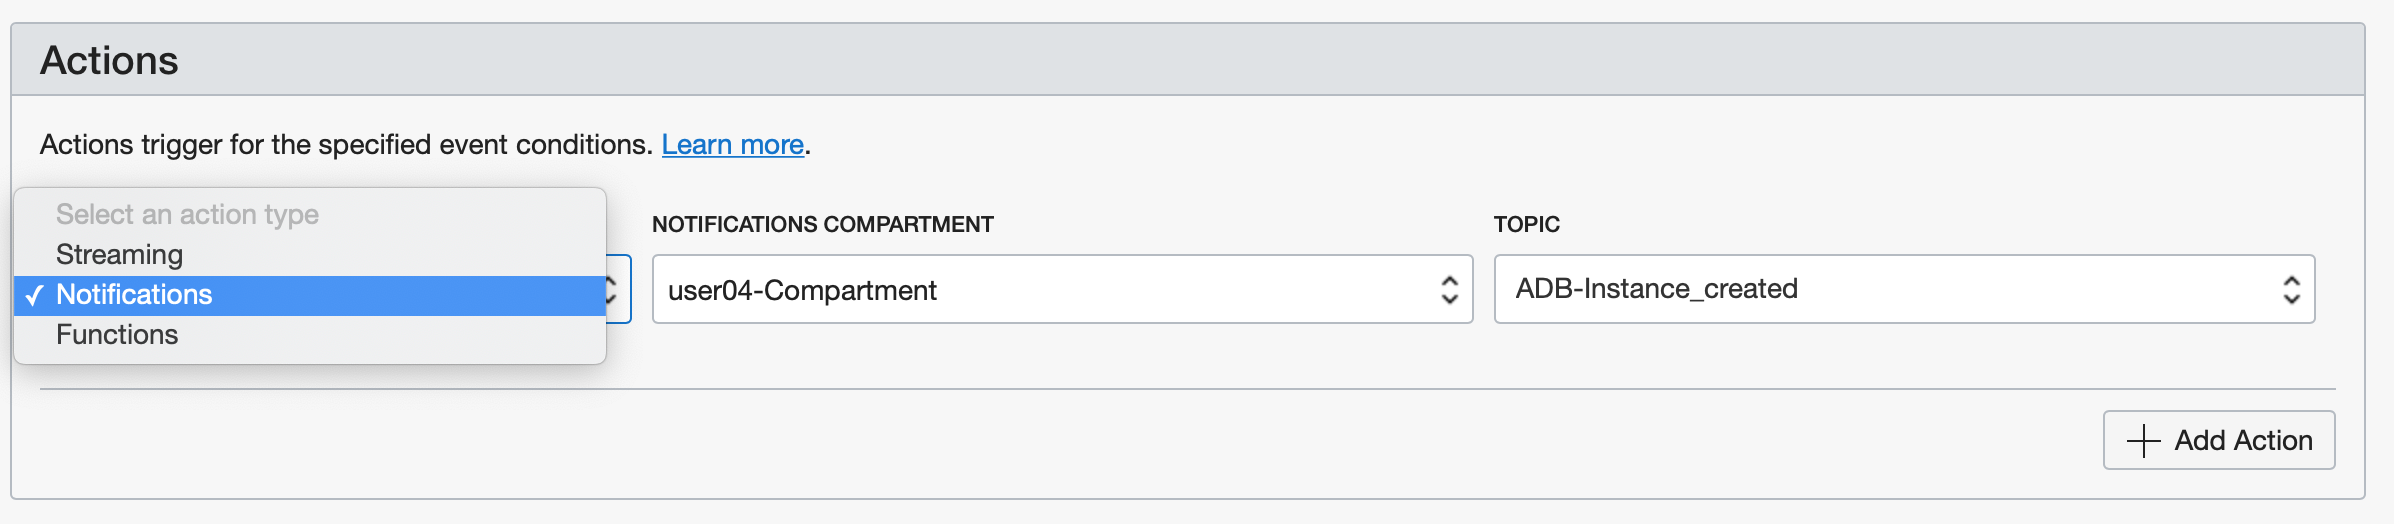 Actions
Actions trigger for the specified event conditions. Learn more.
Select an action type
Streaming
✓ Notifications
Functions
NOTIFICATIONS COMPARTMENT
user04-Compartment
TOPIC
ADB-Instance_created
Add Action